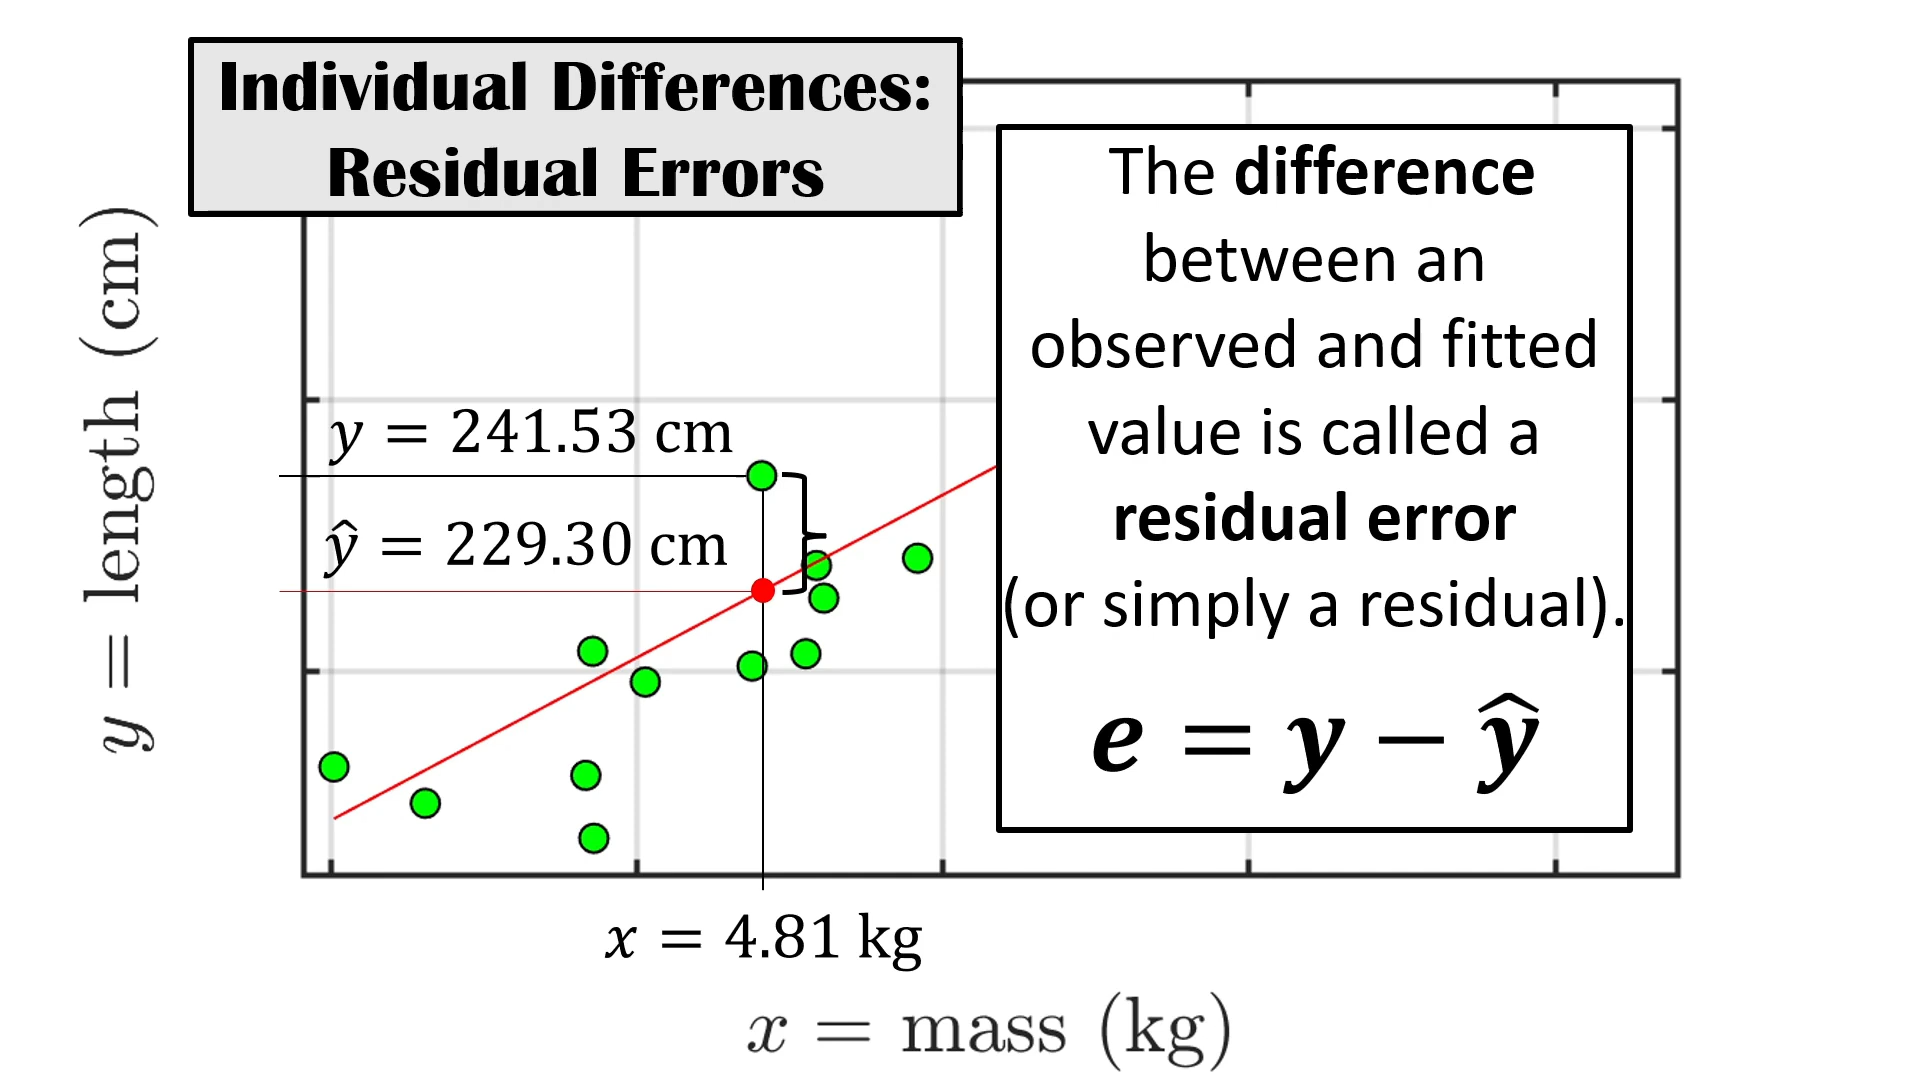 Individual Differences:
Residual Errors
The difference
between an
observed and fitted
value is called a
residual error
(or simply a residual).
e = y − ŷ
y = length (cm)
y = 241.53 cm
ŷ = 229.30 cm
x = 4.81 kg
x = mass (kg)